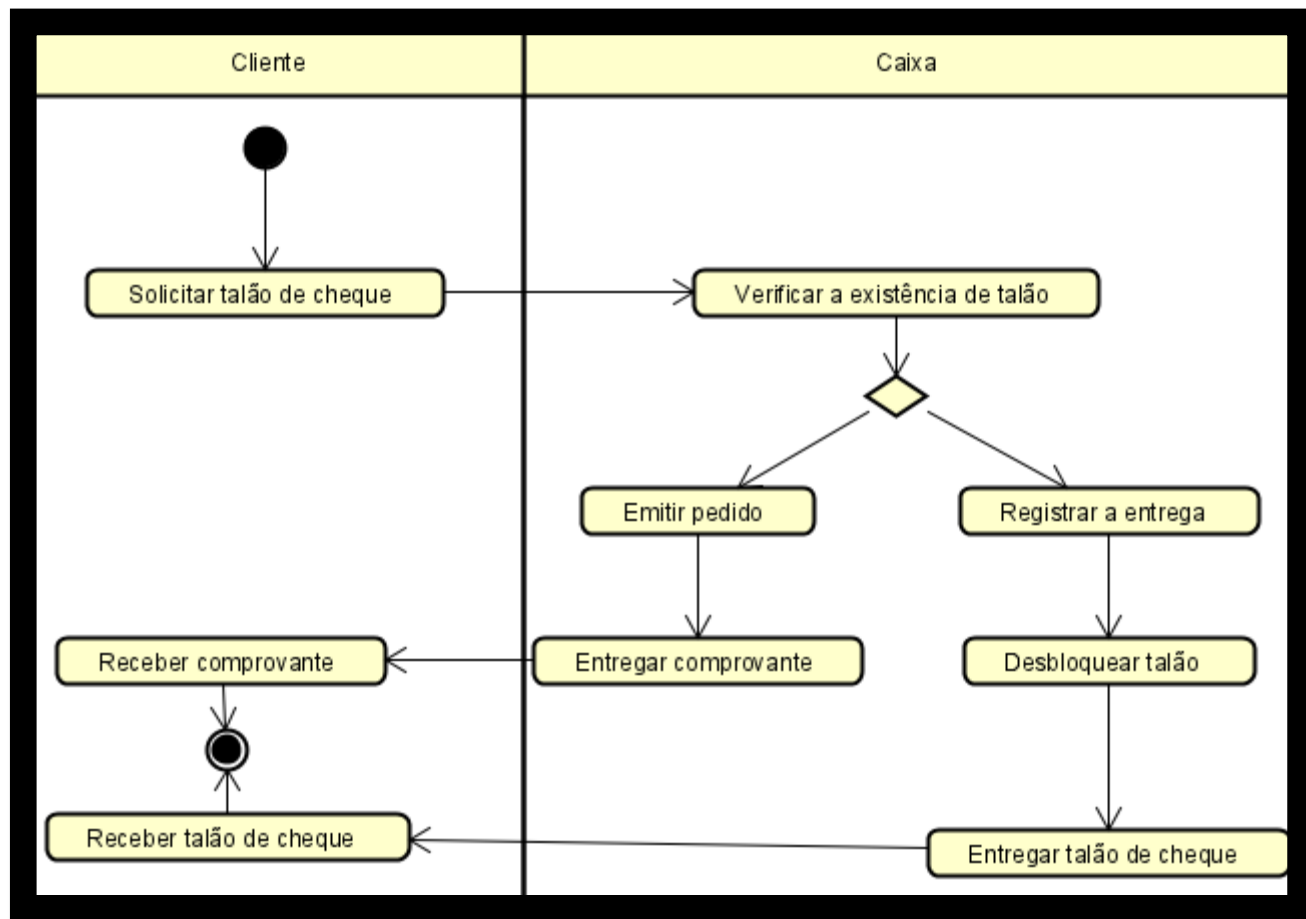 Cliente
Caixa
Solicitar talão de cheque
Verificar a existência de talão
Emitir pedido
Registrar a entrega
Receber comprovante
Entregar comprovante
Desbloquear talão
Receber talão de cheque
Entregar talão de cheque